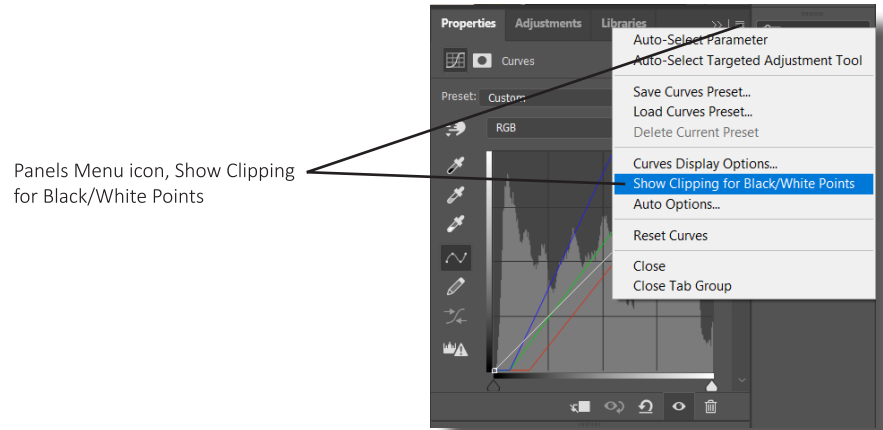 Properties Adjustments Libraries
Auto-Select Parameter
Auto-Select Targeted Adjustment Tool
Curves
Save Curves Preset...
Preset: Custom
Load Curves Preset...
RGB
Delete Current Preset
Curves Display Options...
Panels Menu icon, Show Clipping
for Black/White Points
Show Clipping for Black/White Points
Auto Options...
Reset Curves
Close
Close Tab Group